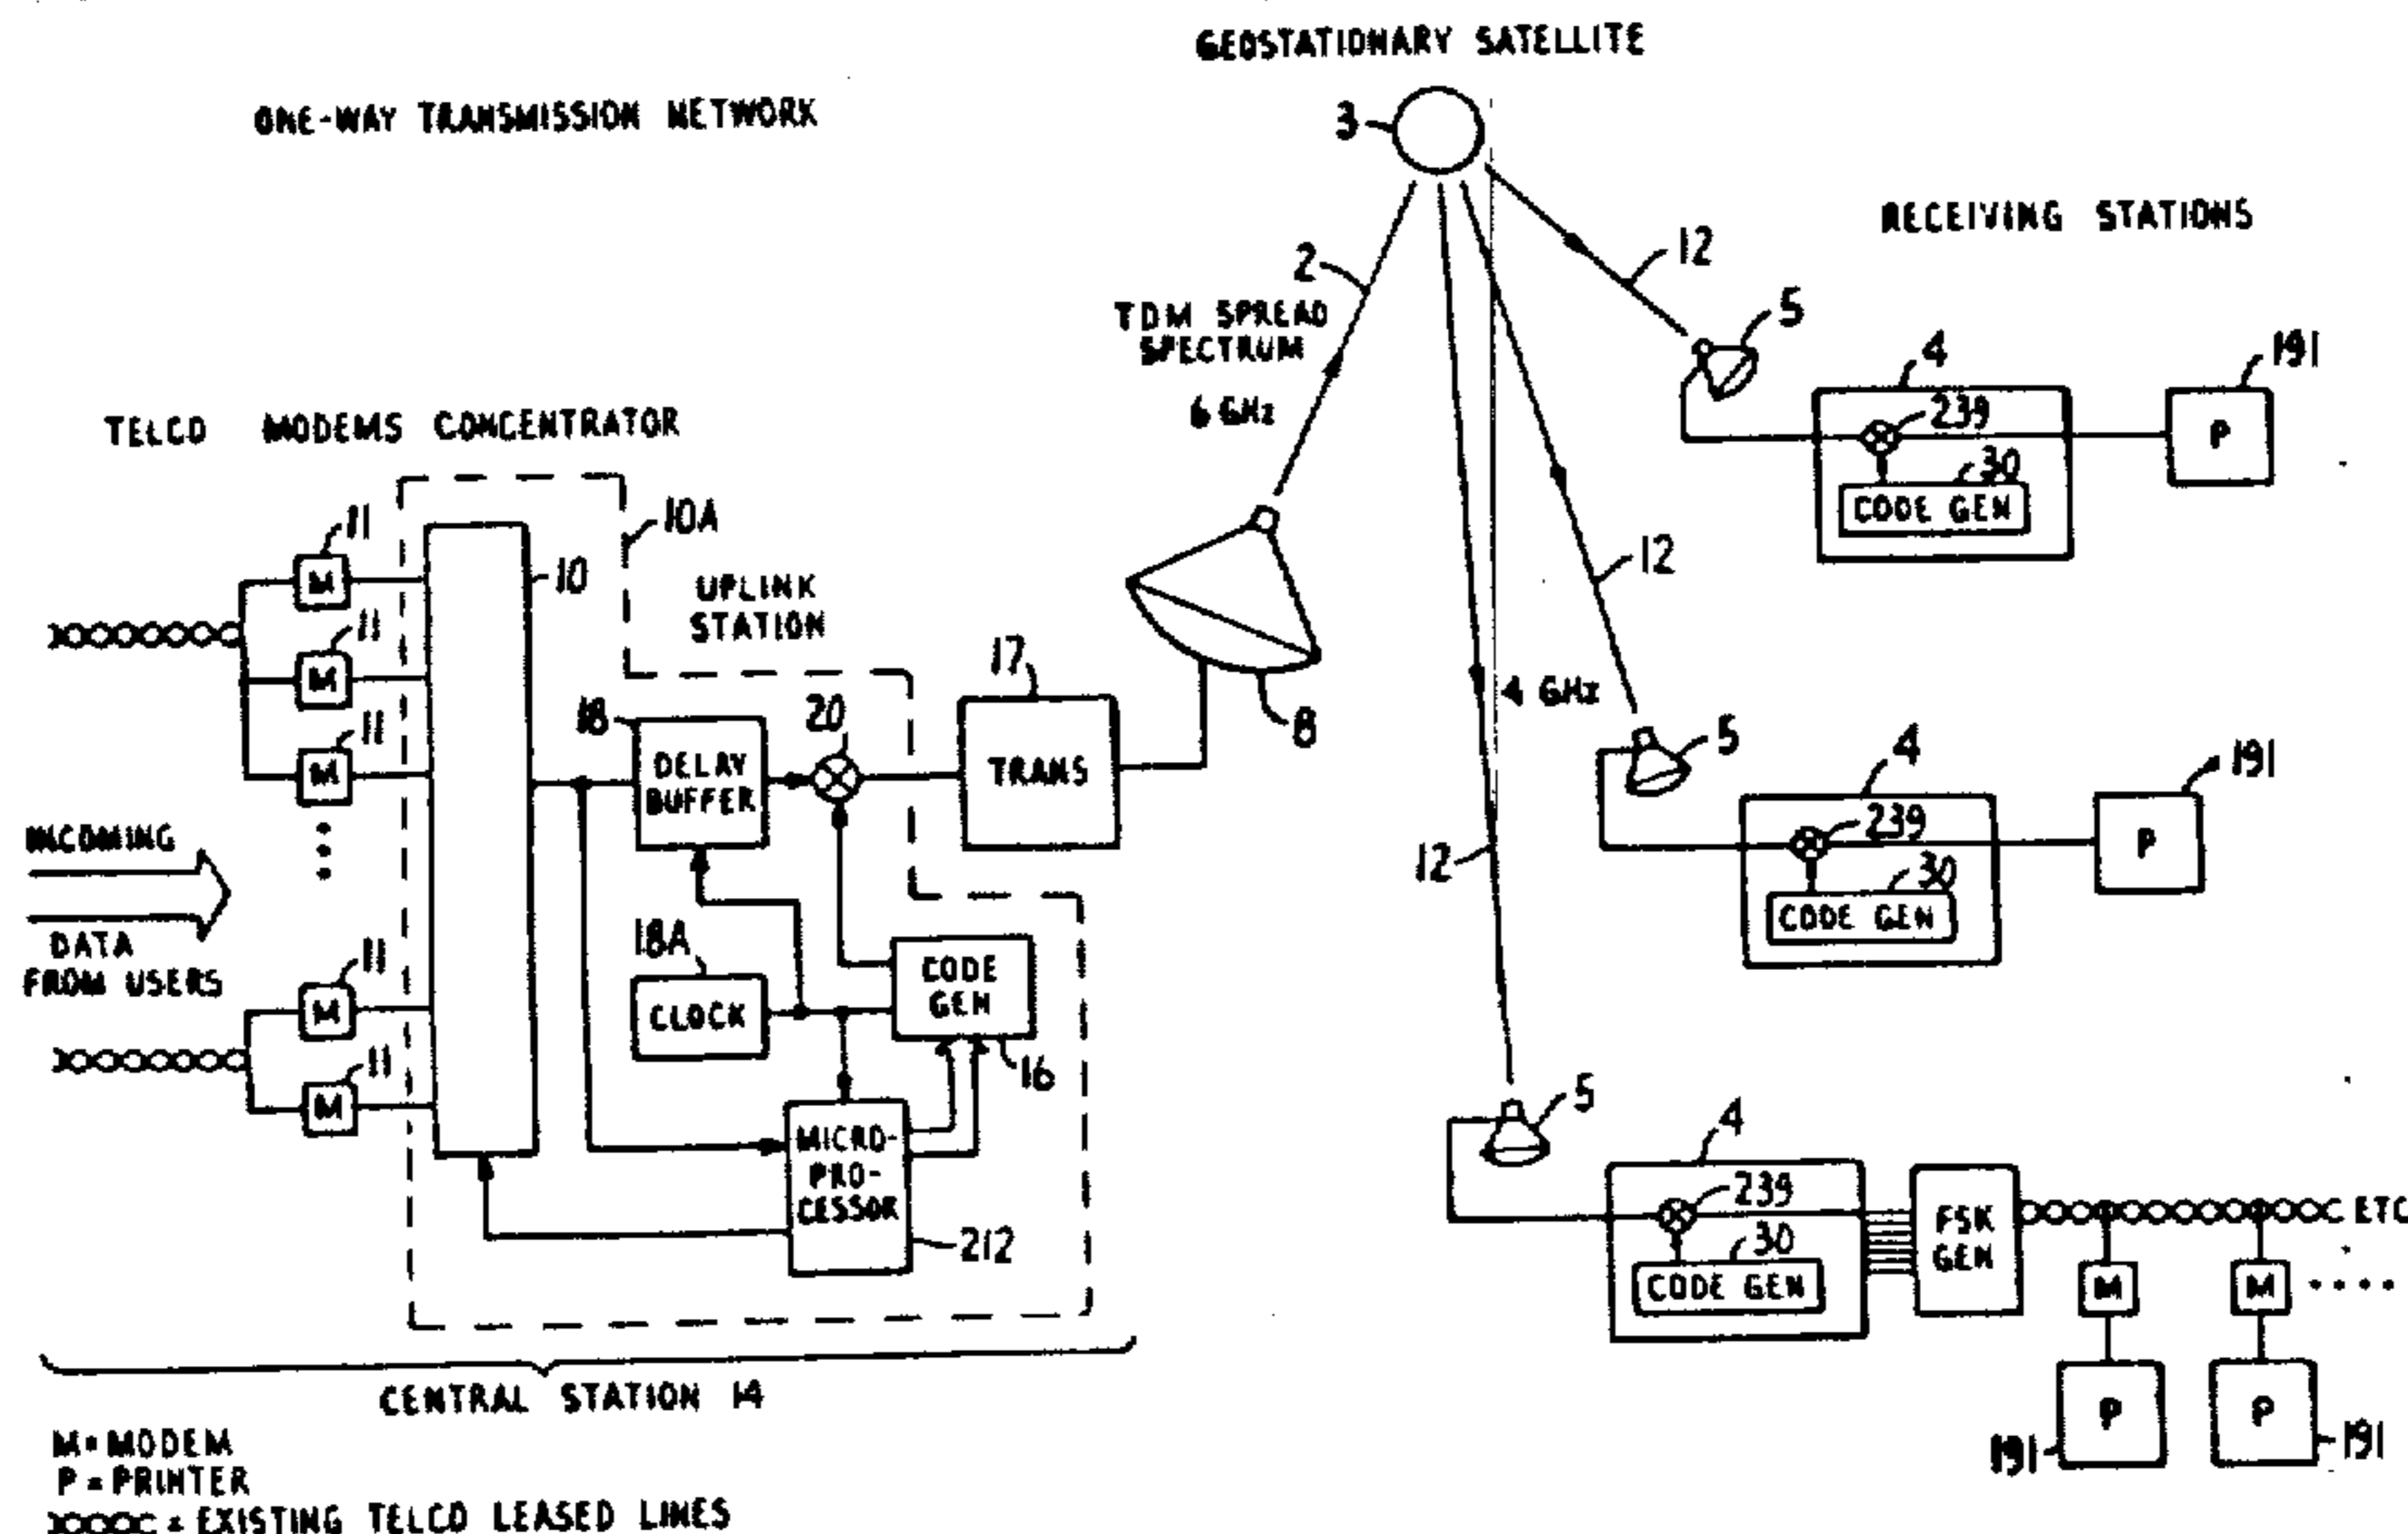 GEOSTATIONARY SATELLITE
ONE-WAY TRANSMISSION NETWORK
3
RECEIVING STATIONS
2
12
TDM SPREAD
SPECTRUM
6 GHz
5
4
191
239
P
30
CODE GEN
TELCO MODEMS CONCENTRATOR
11
10A
M
10
12
UPLINK
STATION
11
M
17
11
18
20
4 GHz
8
5
4
191
M
DELAY
BUFFER
TRANS
239
P
30
CODE GEN
INCOMING
12
DATA
FROM USERS
18A
11
CODE
GEN
M
CLOCK
16
11
M
5
4
MICRO-
PRO-
CESSOR
239
FSK
GEN
ETC
212
30
CODE GEN
M
M
....
CENTRAL STATION 14
P
P
191
191
M=MODEM
P=PRINTER
= EXISTING TELCO LEASED LINES